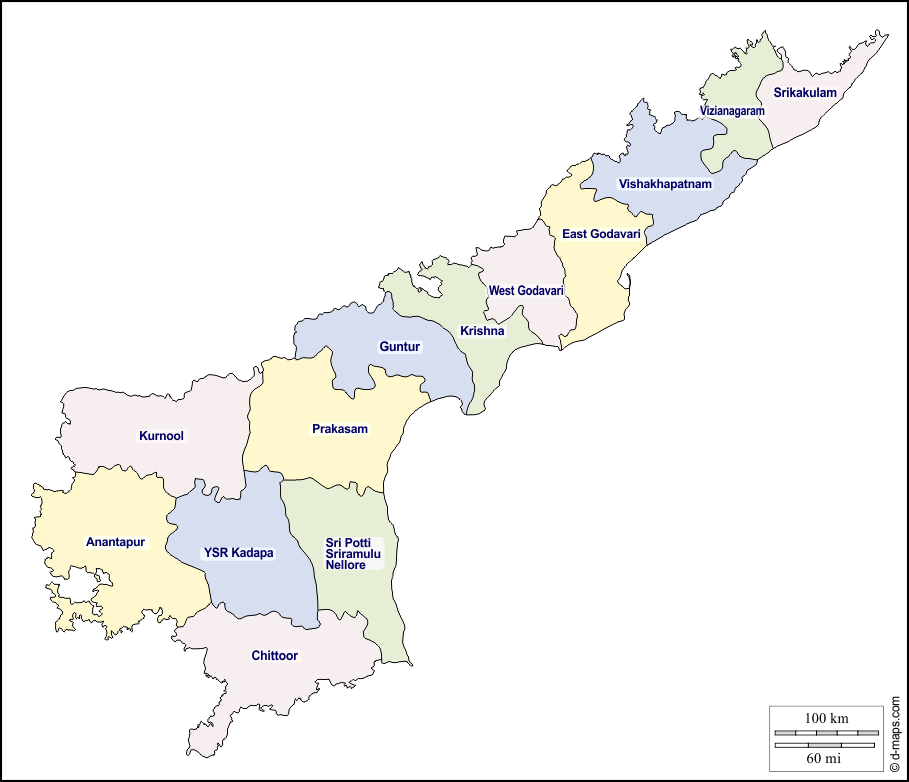 Srikakulam
Vizianagaram
Vishakhapatnam
East Godavari
West Godavari
Krishna
Guntur
Prakasam
Kurnool
Anantapur
YSR Kadapa
Sri Potti
Sriramulu
Nellore
Chittoor
100 km
60 mi
© d-maps.com